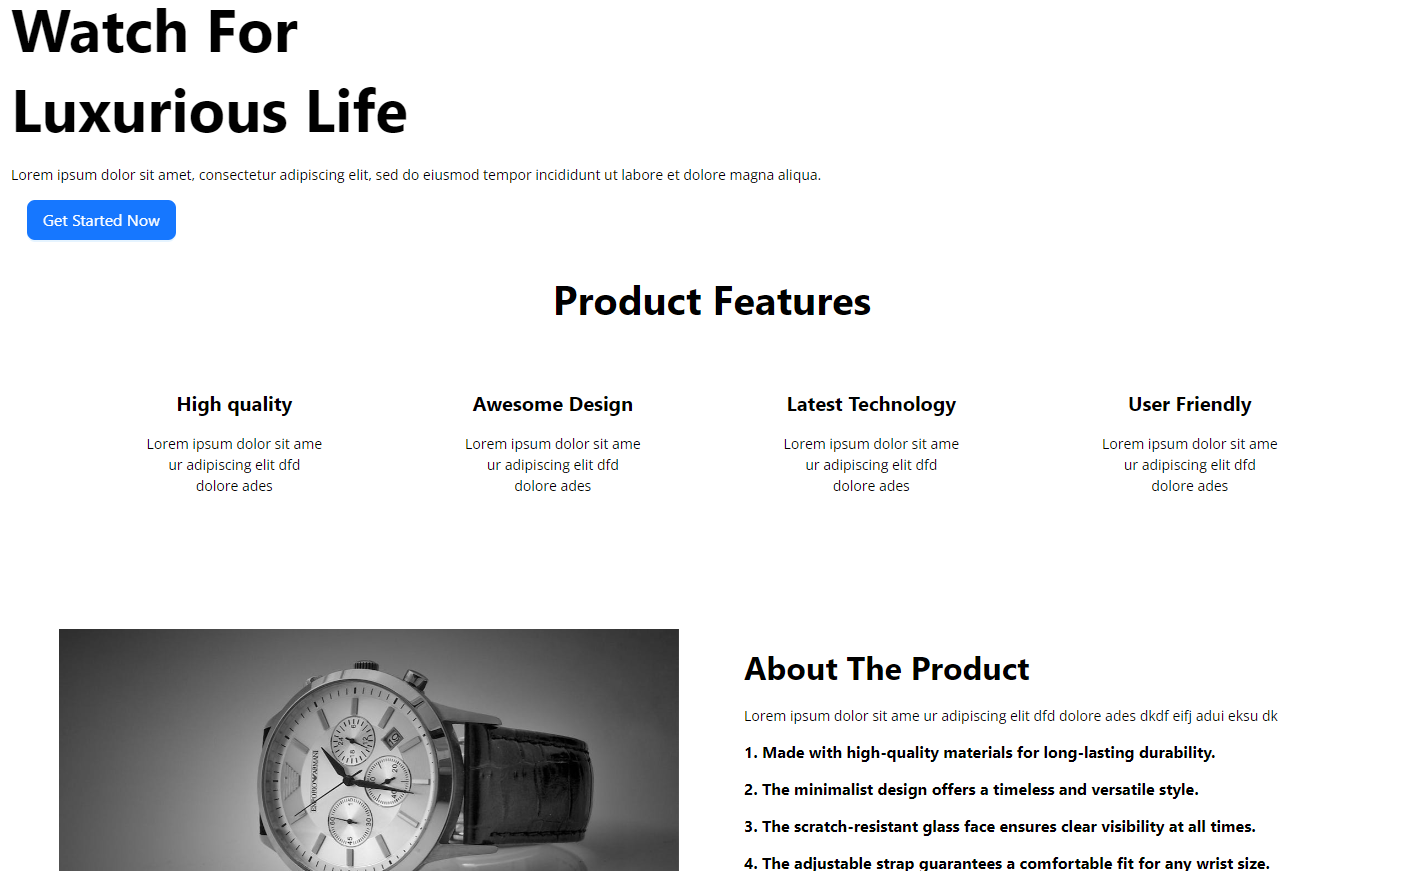 Watch For
Luxurious Life
Lorem ipsum dolor sit amet, consectetur adipiscing elit, sed do eiusmod tempor incididunt ut labore et dolore magna aliqua.
Get Started Now
Product Features
High quality
Lorem ipsum dolor sit ame
ur adipiscing elit dfd
dolore ades
Awesome Design
Lorem ipsum dolor sit ame
ur adipiscing elit dfd
dolore ades
Latest Technology
Lorem ipsum dolor sit ame
ur adipiscing elit dfd
dolore ades
User Friendly
Lorem ipsum dolor sit ame
ur adipiscing elit dfd
dolore ades
EMPORIO ARMANI
About The Product
Lorem ipsum dolor sit ame ur adipiscing elit dfd dolore ades dkdf eifj adui eksu dk
1. Made with high-quality materials for long-lasting durability.
2. The minimalist design offers a timeless and versatile style.
3. The scratch-resistant glass face ensures clear visibility at all times.
4. The adjustable strap guarantees a comfortable fit for any wrist size.